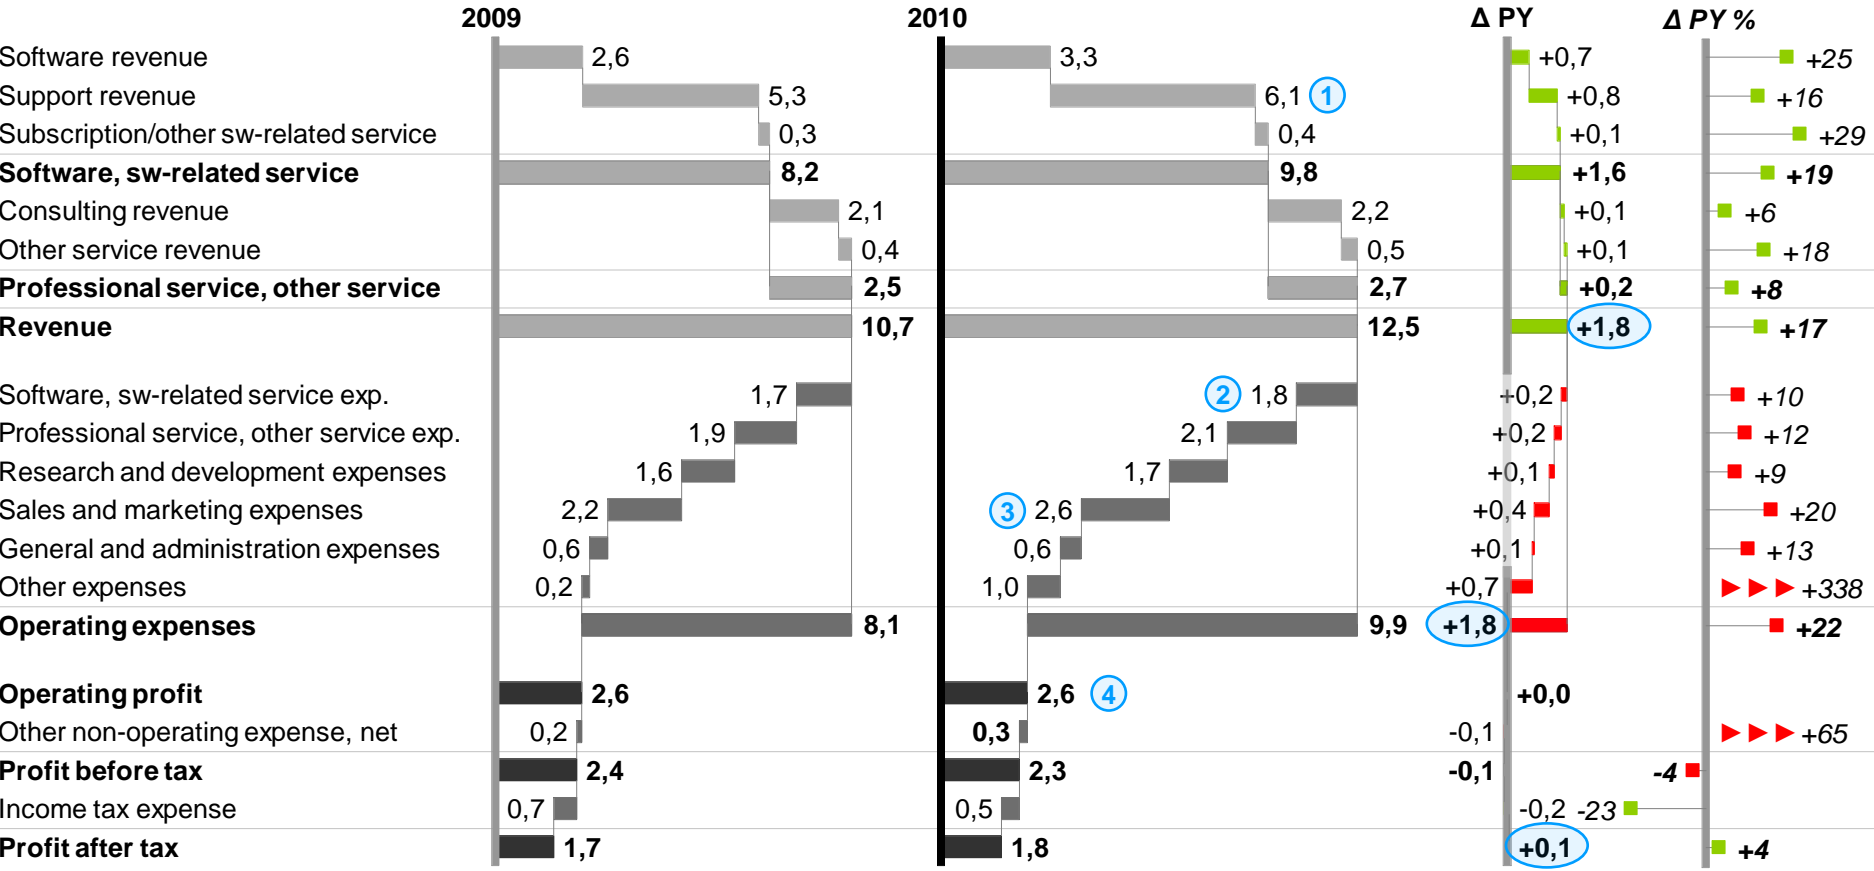 2009 2010 Δ PY Δ PY %
Software revenue 2,6 3,3 +0,7 +25
Support revenue 5,3 6,1 1 +0,8 +16
Subscription/other sw-related service 0,3 0,4 +0,1 +29
Software, sw-related service 8,2 9,8 +1,6 +19
Consulting revenue 2,1 2,2 +0,1 +6
Other service revenue 0,4 0,5 +0,1 +18
Professional service, other service 2,5 2,7 +0,2 +8
Revenue 10,7 12,5 +1,8 +17
Software, sw-related service exp. 1,7 2 1,8 +0,2 +10
Professional service, other service exp. 1,9 2,1 +0,2 +12
Research and development expenses 1,6 1,7 +0,1 +9
Sales and marketing expenses 2,2 3 2,6 +0,4 +20
General and administration expenses 0,6 0,6 +0,1 +13
Other expenses 0,2 1,0 +0,7 +338
Operating expenses 8,1 9,9 +1,8 +22
Operating profit 2,6 2,6 4 +0,0
Other non-operating expense, net 0,2 0,3 -0,1 +65
Profit before tax 2,4 2,3 -0,1 -4
Income tax expense 0,7 0,5 -0,2 -23
Profit after tax 1,7 1,8 +0,1 +4